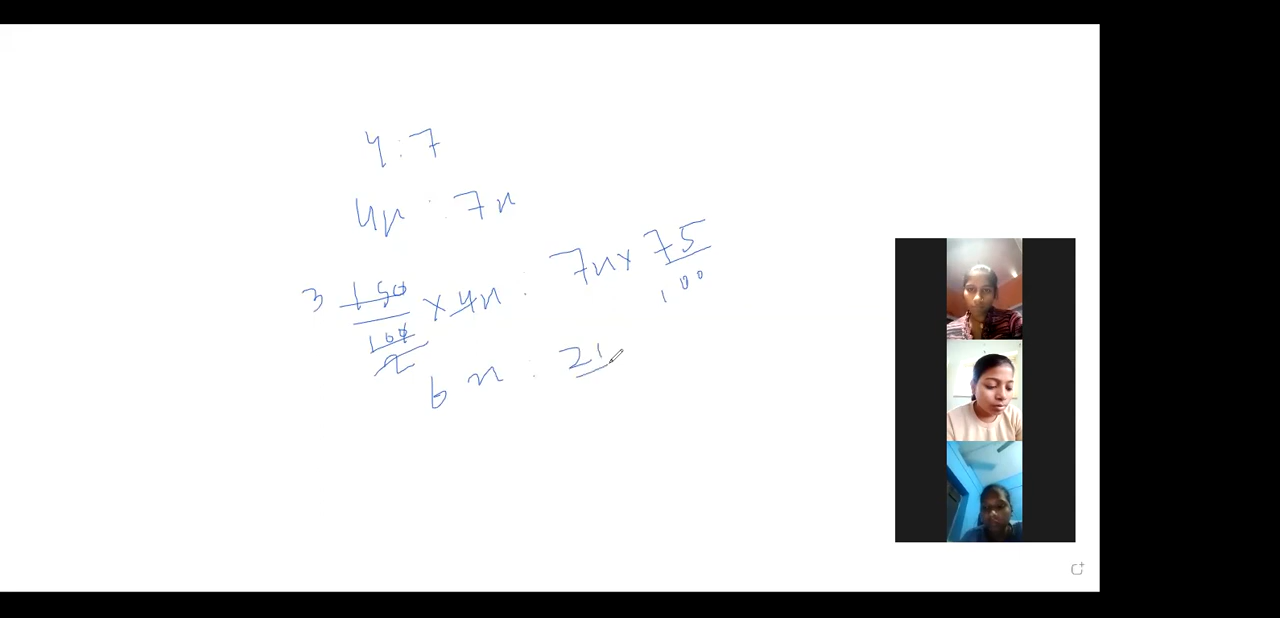 4 : 7
4x : 7x
3 150/100 2 × 4x : 7x × 75/100
6x : 21